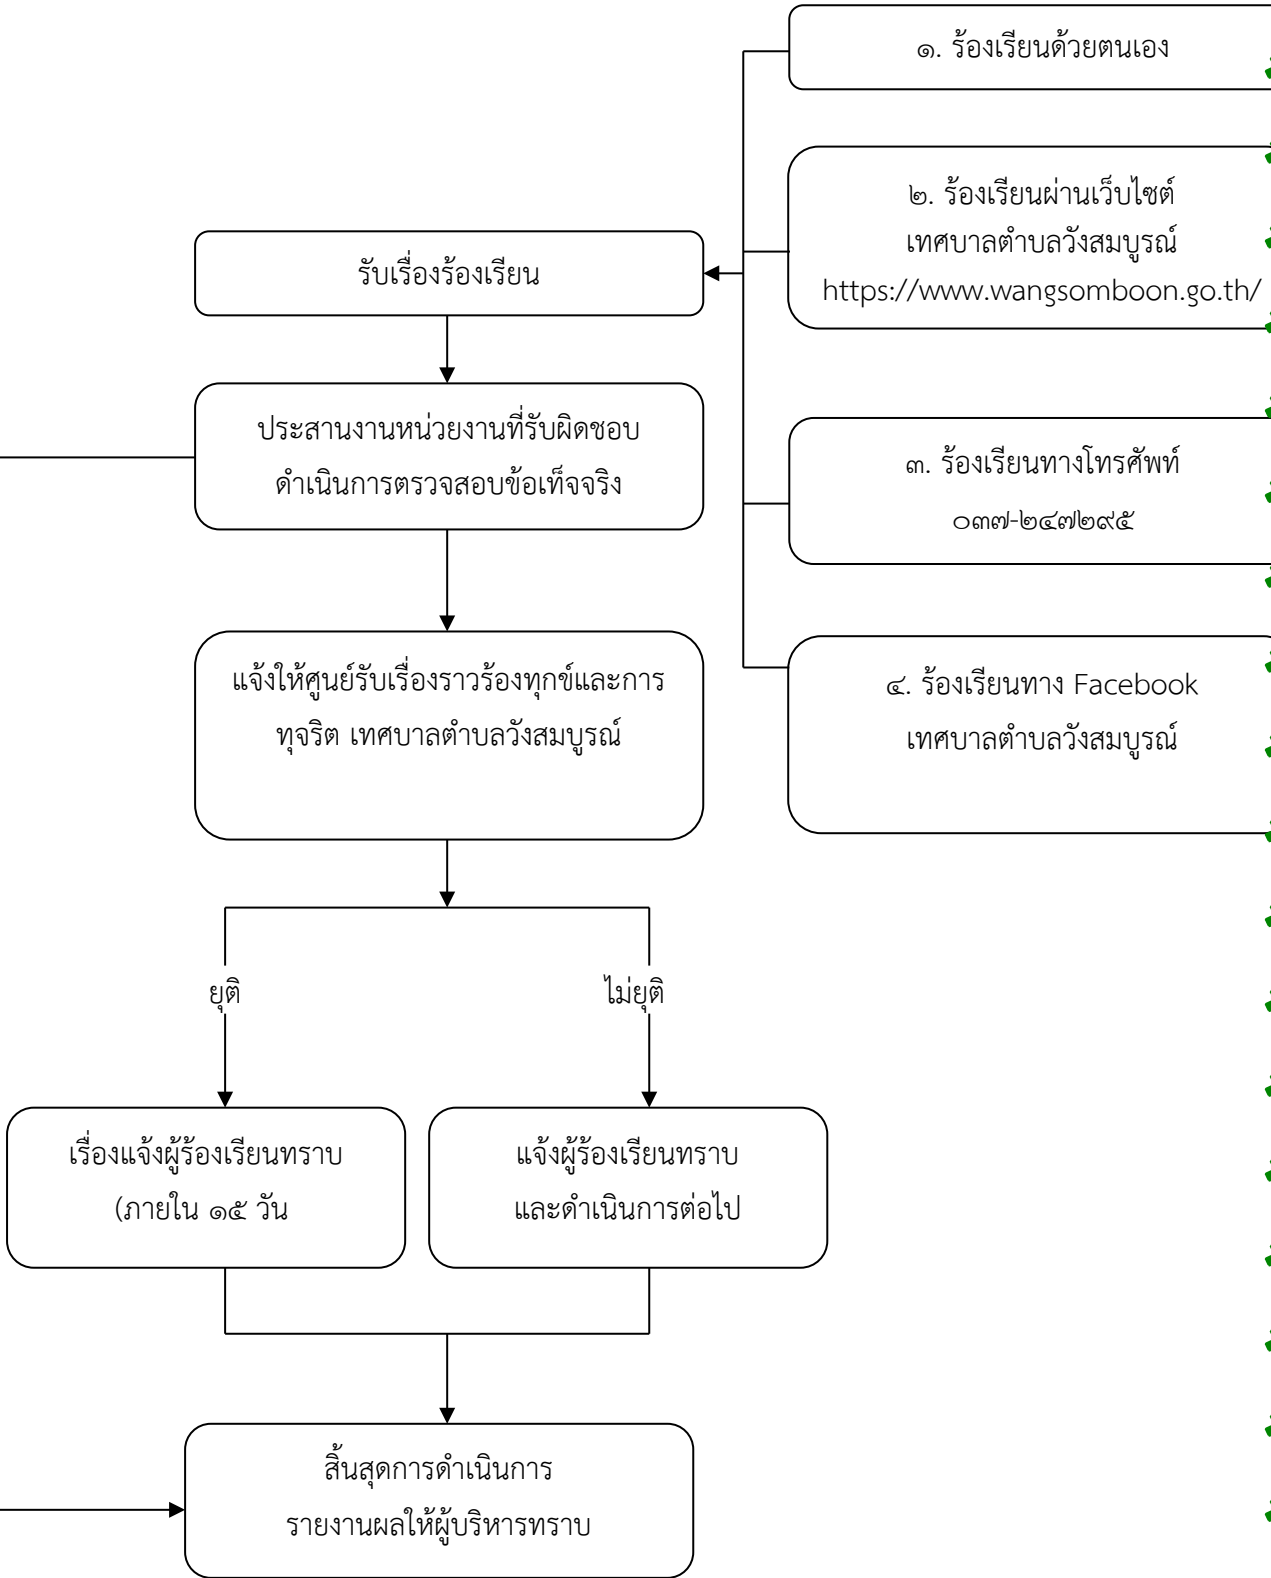 ๑. ร้องเรียนด้วยตนเอง
๒. ร้องเรียนผ่านเว็บไซต์
เทศบาลตำบลวังสมบูรณ์
https://www.wangsomboon.go.th/
รับเรื่องร้องเรียน
ประสานงานหน่วยงานที่รับผิดชอบ
ดำเนินการตรวจสอบข้อเท็จจริง
๓. ร้องเรียนทางโทรศัพท์
๐๓๗-๒๔๗๒๙๕
แจ้งให้ศูนย์รับเรื่องราวร้องทุกข์และการ
ทุจริต เทศบาลตำบลวังสมบูรณ์
๔. ร้องเรียนทาง Facebook
เทศบาลตำบลวังสมบูรณ์
ยุติ
ไม่ยุติ
เรื่องแจ้งผู้ร้องเรียนทราบ
(ภายใน ๑๕ วัน
แจ้งผู้ร้องเรียนทราบ
และดำเนินการต่อไป
สิ้นสุดการดำเนินการ
รายงานผลให้ผู้บริหารทราบ